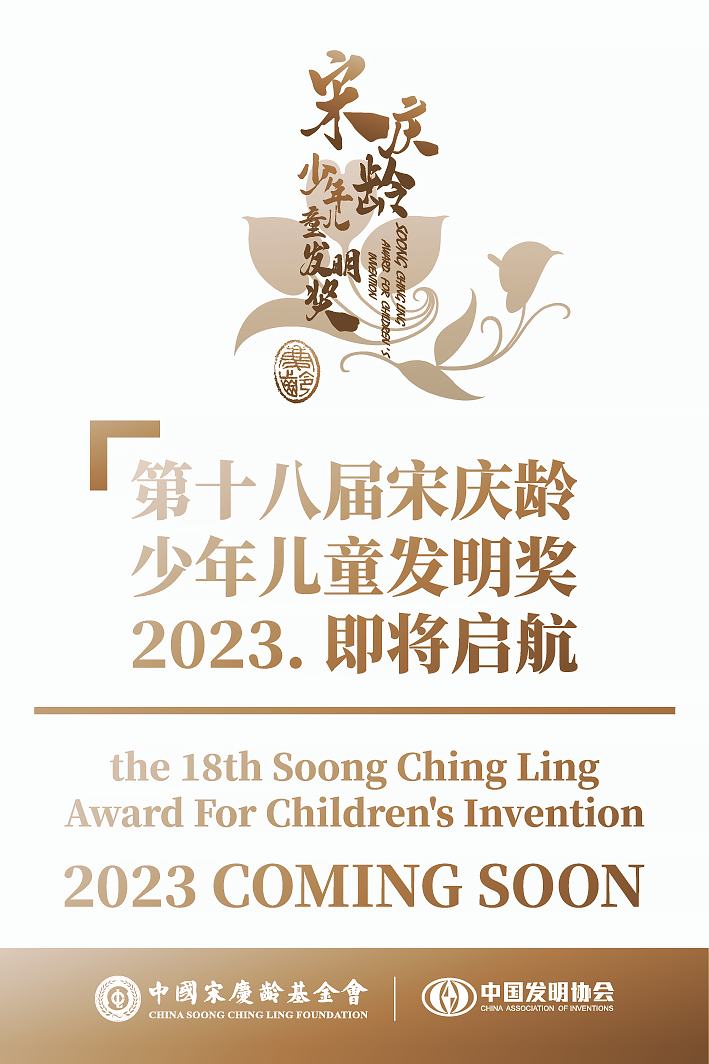 宋庆龄
少年儿童发明奖
SOONG CHING LING
AWARD FOR CHILDREN'S
INVENTION
第十八届宋庆龄
少年儿童发明奖
2023. 即将启航
the 18th Soong Ching Ling
Award For Children's Invention
2023 COMING SOON
中國宋慶龄基金會
CHINA SOONG CHING LING FOUNDATION
中国发明协会
CHINA ASSOCIATION OF INVENTIONS